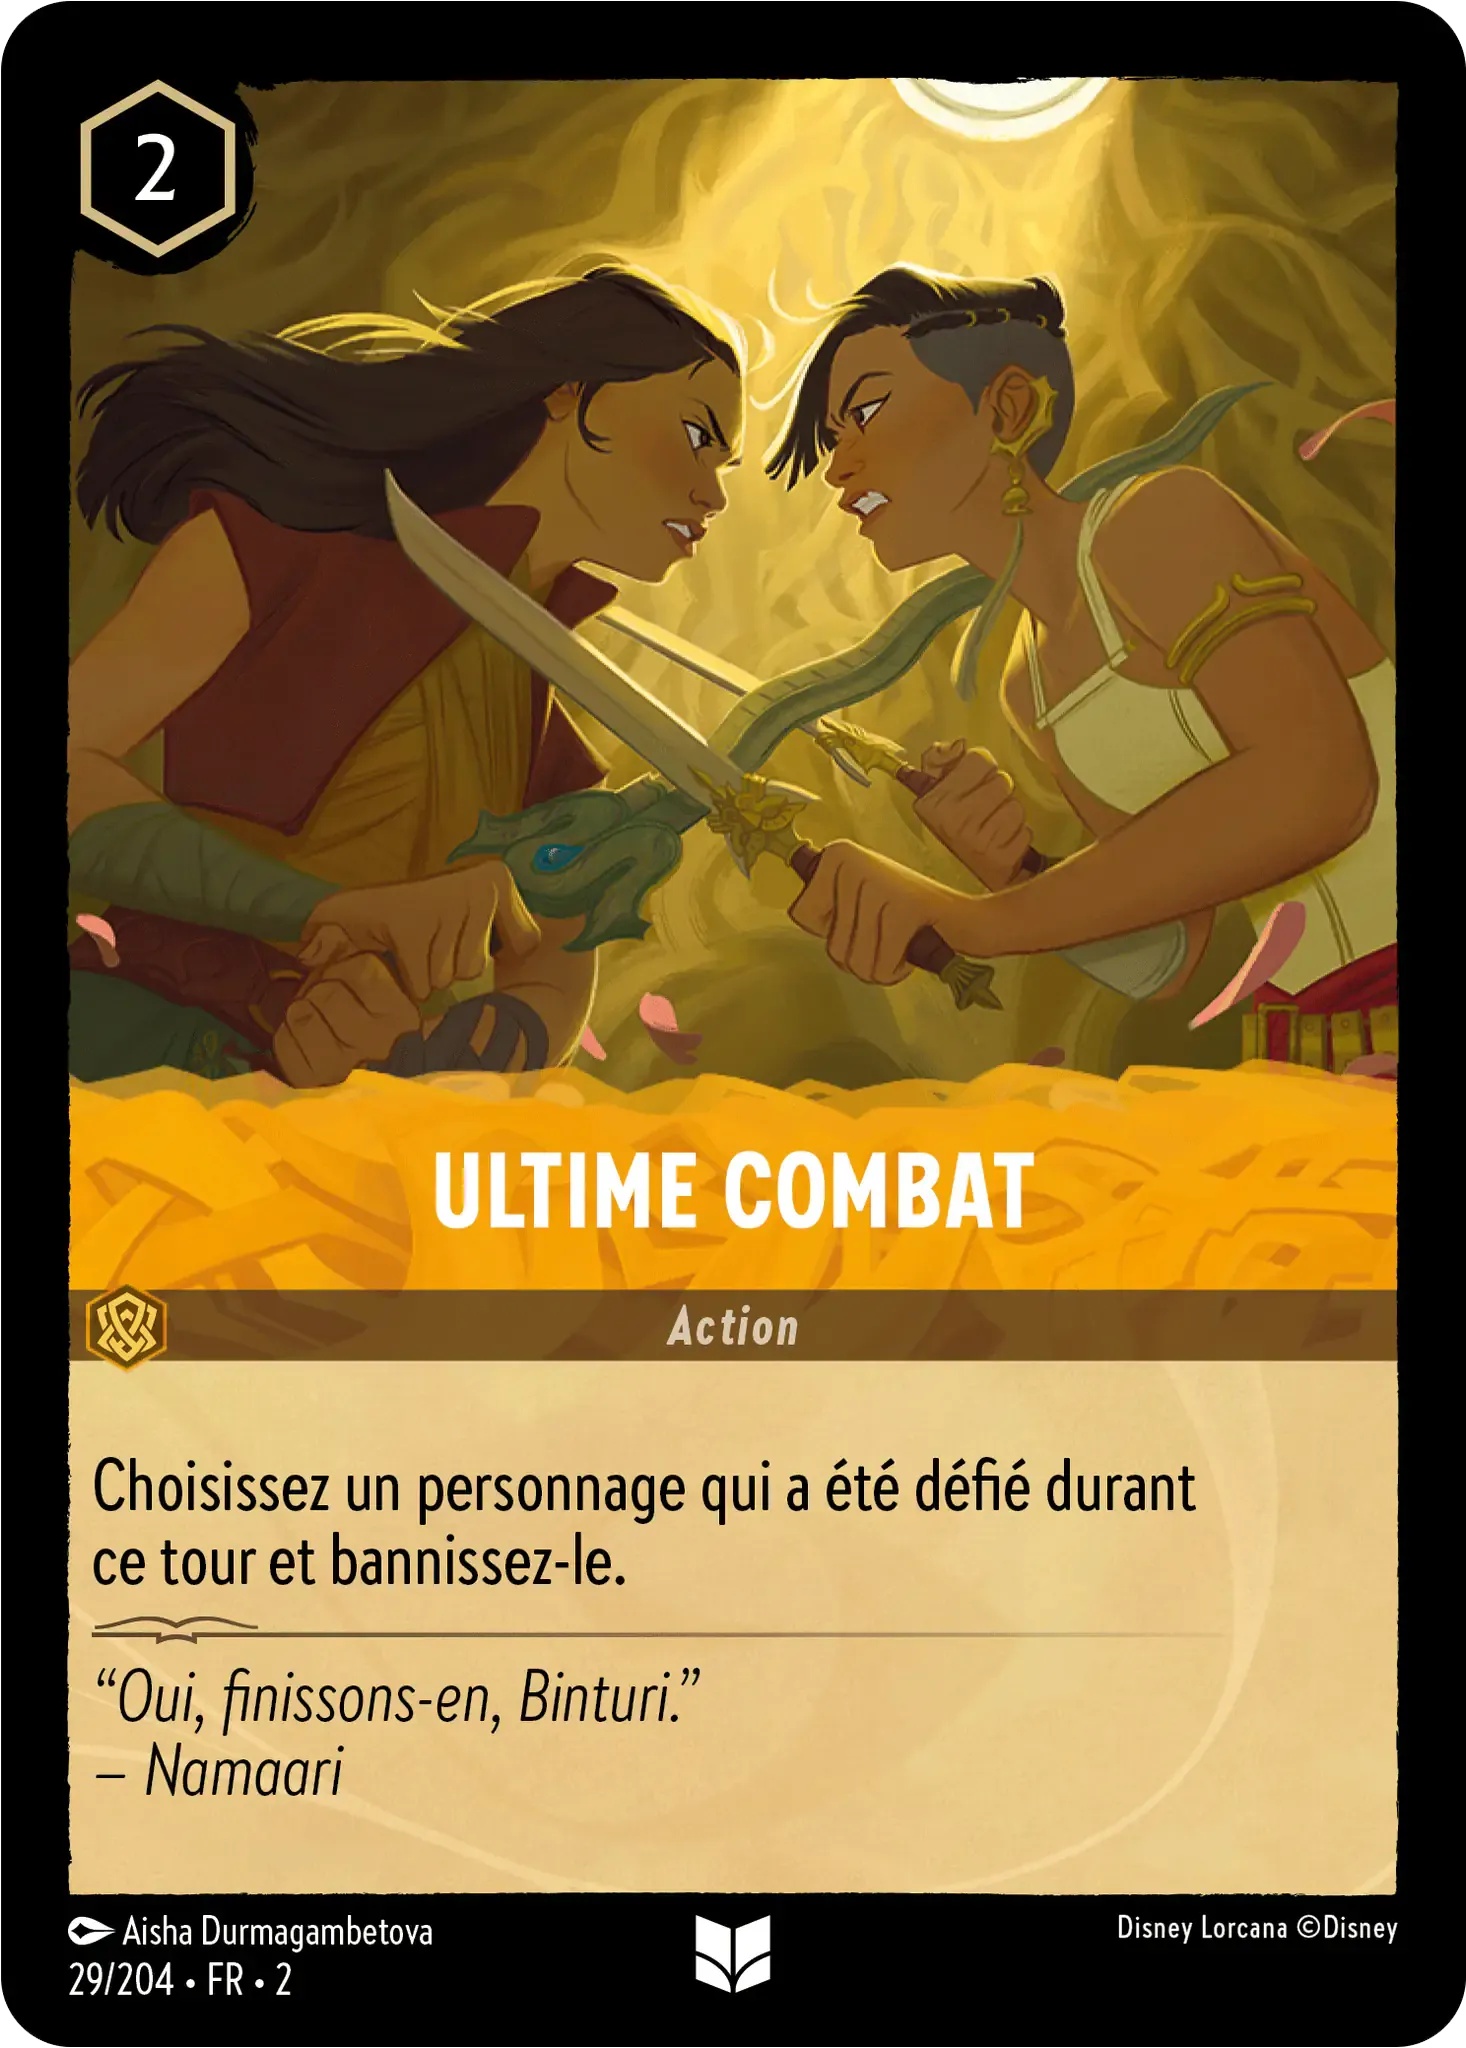 2
ULTIME COMBAT
Action
Choisissez un personnage qui a été défié durant
ce tour et bannissez-le.
“Oui, finissons-en, Binturi.”
– Namaari
Aisha Durmagambetova
Disney Lorcana ©Disney
29/204 • FR • 2